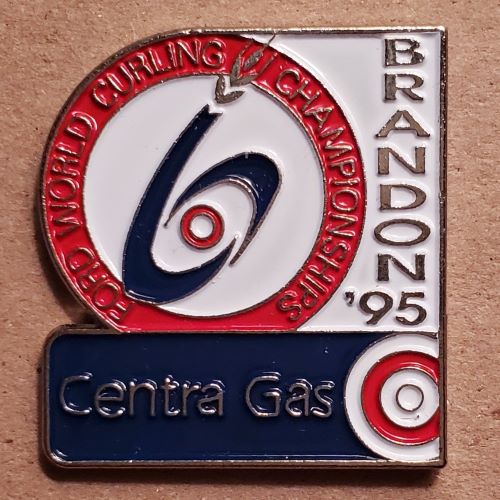 FORD WORLD CURLING CHAMPIONSHIPS
BRANDON '95
Centra Gas